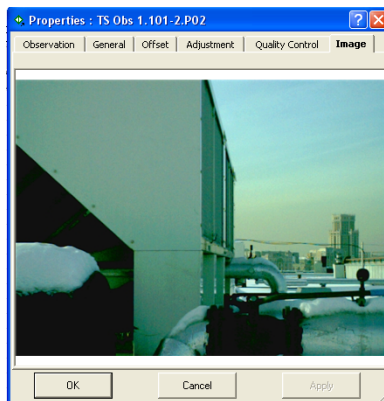 Properties : TS Obs 1.101-2.P02
Observation General Offset Adjustment Quality Control Image
OK Cancel Apply